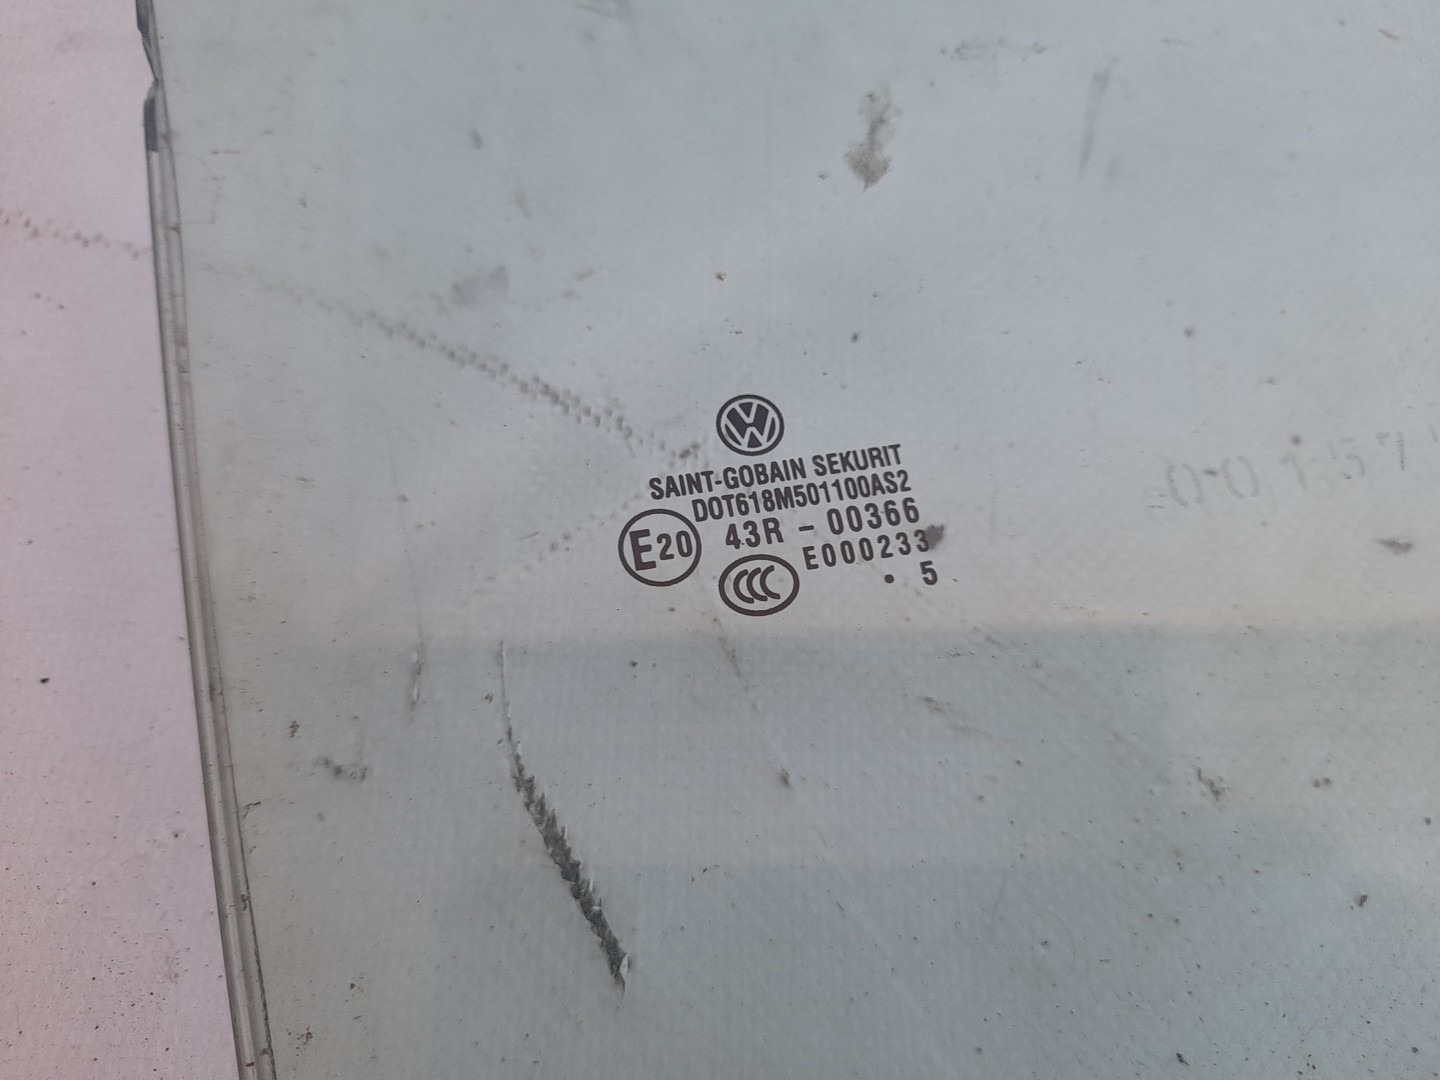 SAINT-GOBAIN SEKURIT
DOT618M501100AS2
E20 43R - 00366
CCC E000233
. 5